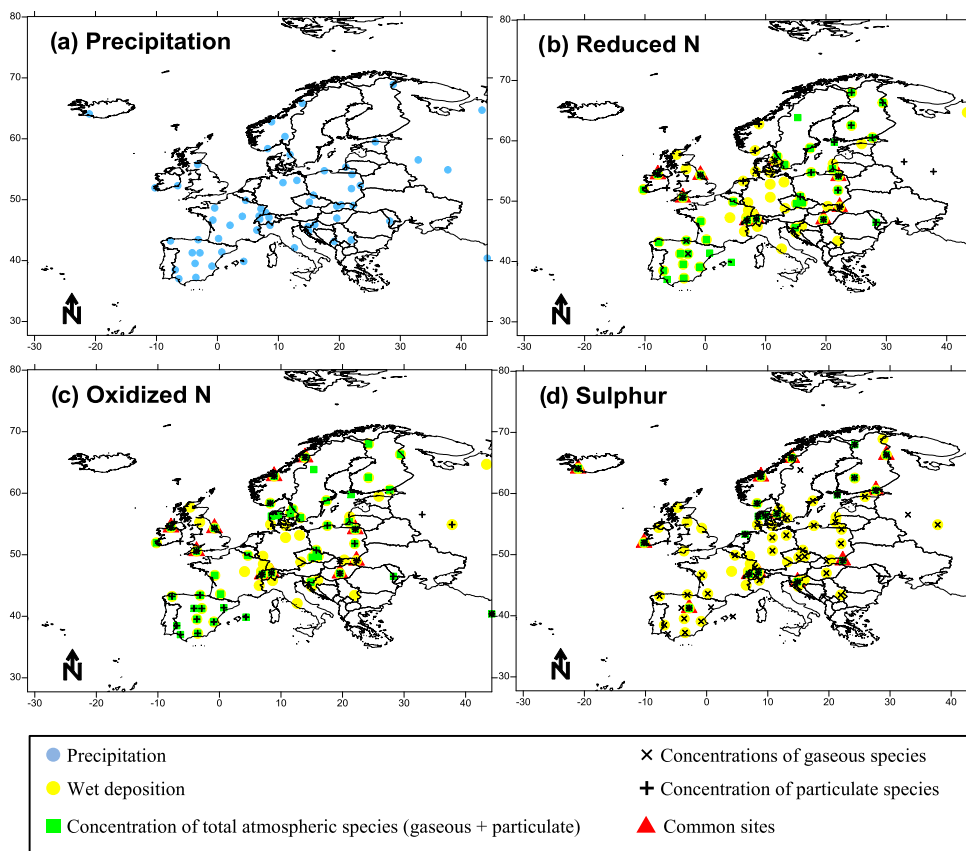 (a) Precipitation
80
70
60
50
40
30
-30 -20 -10 0 10 20 30 40
N
(b) Reduced N
80
70
60
50
40
30
-30 -20 -10 0 10 20 30 40
N
(c) Oxidized N
80
70
60
50
40
30
-30 -20 -10 0 10 20 30 40
N
(d) Sulphur
80
70
60
50
40
30
-30 -20 -10 0 10 20 30 40
N
Precipitation
Wet deposition
Concentration of total atmospheric species (gaseous + particulate)
Concentrations of gaseous species
Concentration of particulate species
Common sites